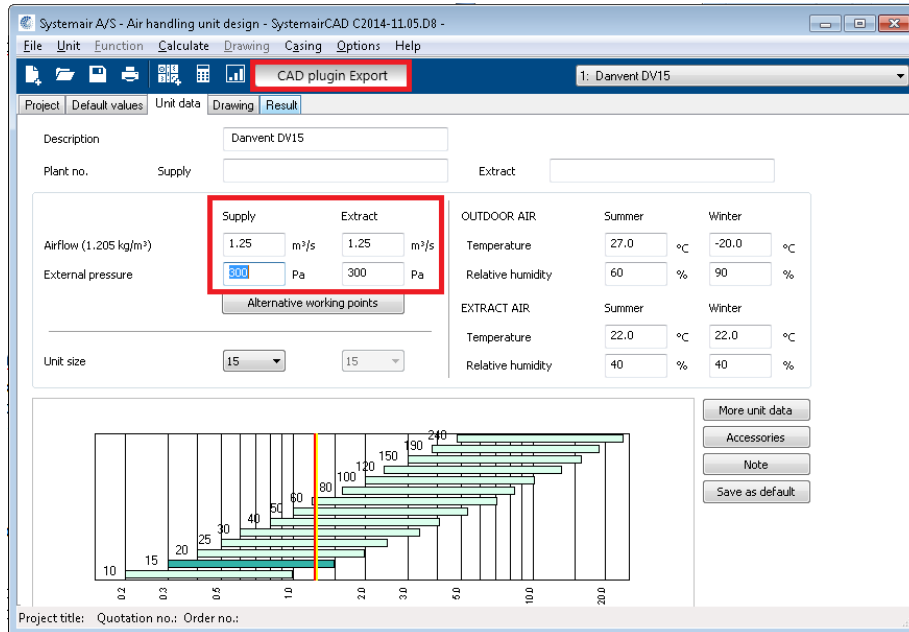 Systemair A/S - Air handling unit design - SystemairCAD C2014-11.05.D8 -
File Unit Function Calculate Drawing Casing Options Help
CAD plugin Export 1: Danvent DV15
Project Default values Unit data Drawing Result
Description Danvent DV15
Plant no. Supply Extract
Supply Extract OUTDOOR AIR Summer Winter
Airflow (1.205 kg/m³) 1.25 m³/s 1.25 m³/s Temperature 27.0 °C -20.0 °C
External pressure 300 Pa 300 Pa Relative humidity 60 % 90 %
Alternative working points EXTRACT AIR Summer Winter
Temperature 22.0 °C 22.0 °C
Unit size 15 15 Relative humidity 40 % 40 %
More unit data
Accessories
Note
Save as default
240
190
150
120
100
80
60
50
40
30
25
20
15
10
0.2 0.3 0.5 1.0 2.0 3.0 5.0 10.0 20.0
Project title: Quotation no.: Order no.: